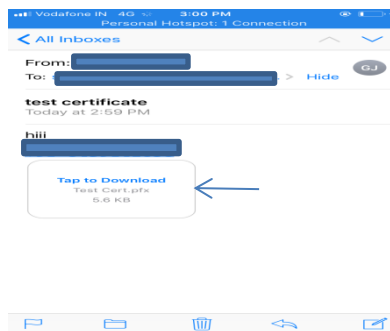 Vodafone IN 4G 3:00 PM
Personal Hotspot: 1 Connection
All Inboxes
From:
To: > Hide
GJ
test certificate
Today at 2:59 PM
hiii
Tap to Download
Test Cert.pfx
5.6 KB